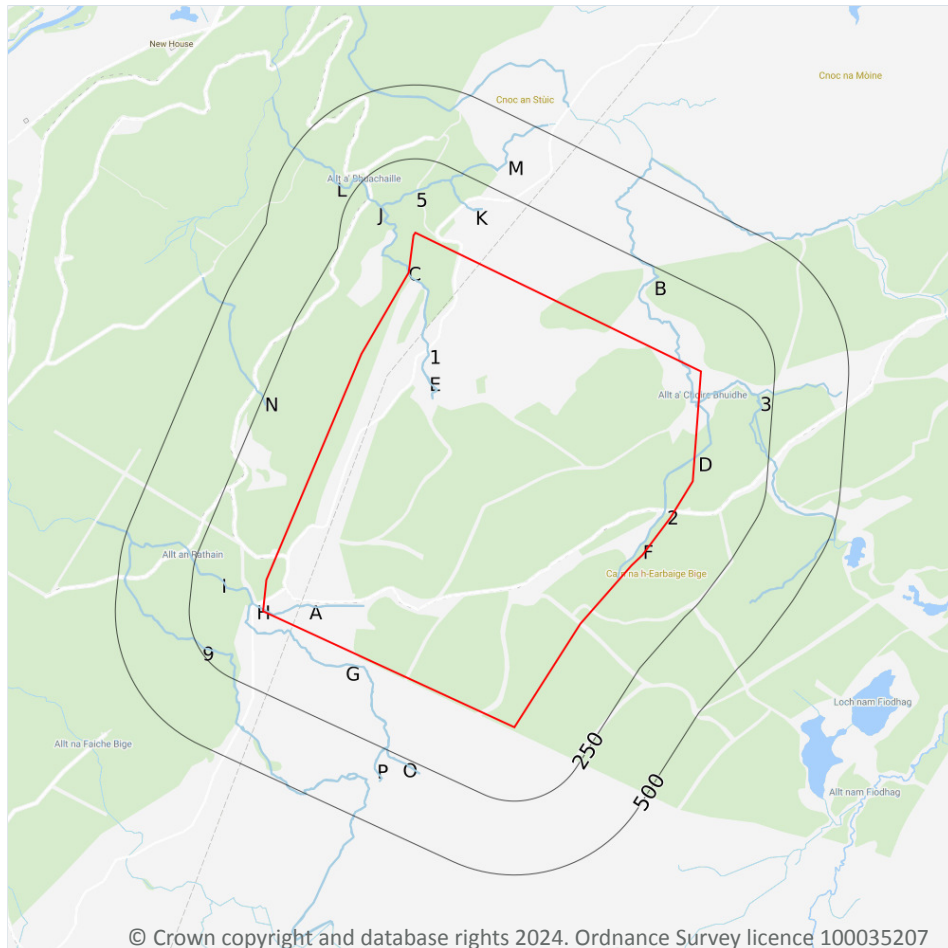 New House
Cnoc na Mòine
Cnoc an Stùic
M
Allt a' Bhuachaille
L
5
J
K
C
B
1
E
Allt a' Choire Bhuidhe
N
3
D
2
Allt an Rathain
F
Carn na h-Earbaige Bige
I
H
A
9
G
Loch nam Fiodhag
Allt na Faiche Bige
250
P
O
500
Allt nam Fiodhag
© Crown copyright and database rights 2024. Ordnance Survey licence 100035207